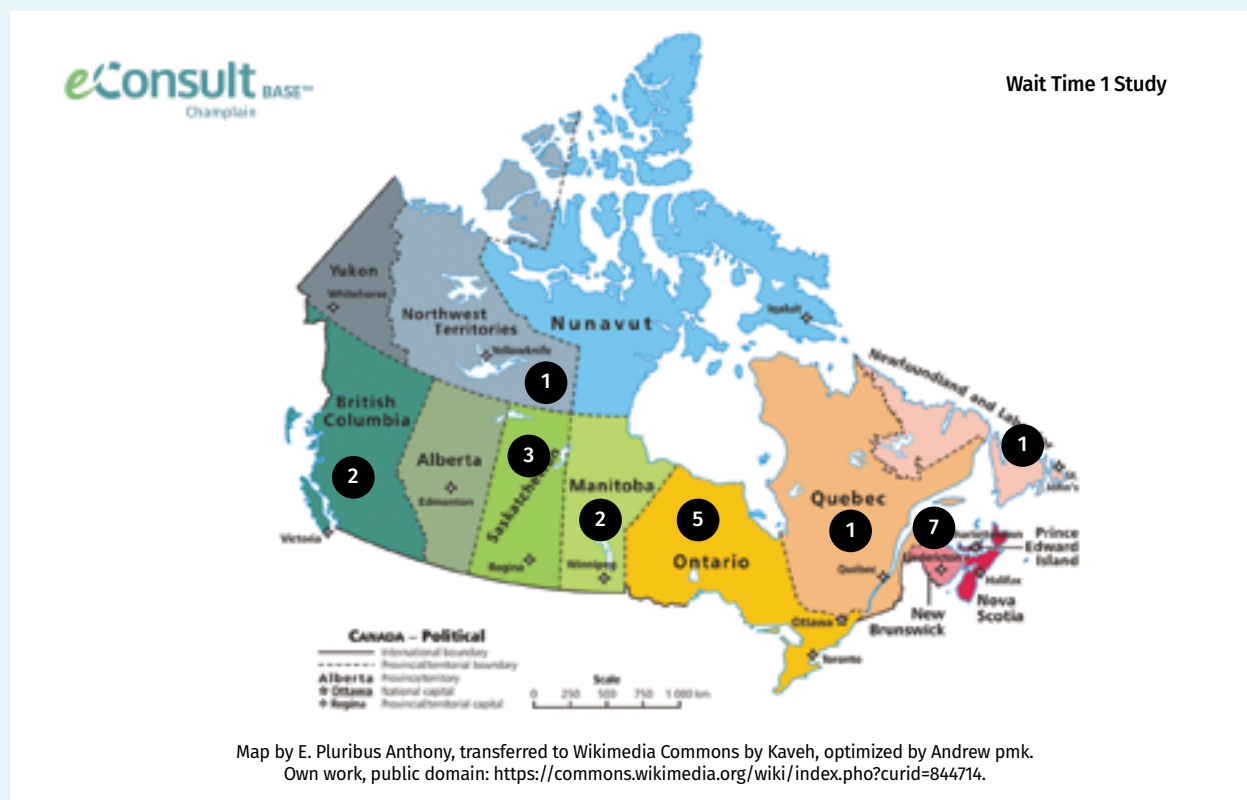 eConsult BASE™
Champlain
Wait Time 1 Study
Yukon
Whitehorse
Northwest
Territories
Yellowknife
Nunavut
Iqaluit
1
British
Columbia
2
Victoria
Alberta
Edmonton
3
Regina
Manitoba
2
Winnipeg
5
Ontario
Ottawa
Toronto
Quebec
1
Québec
Newfoundland and
1
St.
John's
7
Fredericton
Prince
Edward
Island
Halifax
Nova
Scotia
New
Brunswick
CANADA – Political
International boundary
Provincial/territorial boundary
Alberta Province/territory
Ottawa National capital
Regina Provincial/territorial capital
Scale
0 250 500 750 1 000 km
Map by E. Pluribus Anthony, transferred to Wikimedia Commons by Kaveh, optimized by Andrew pmk.
Own work, public domain: https://commons.wikimedia.org/wiki/index.pho?curid=844714.